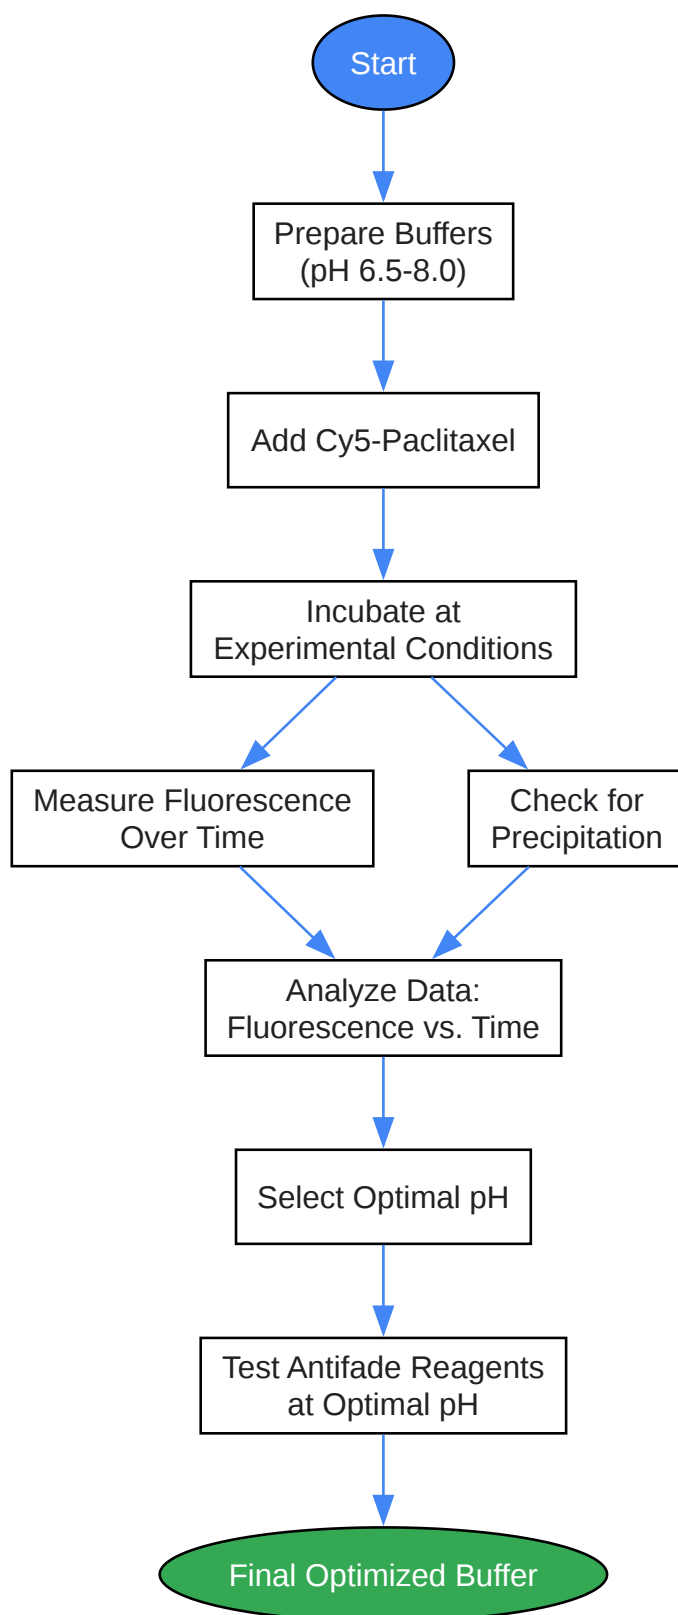 Start
Prepare Buffers
(pH 6.5-8.0)
Add Cy5-Paclitaxel
Incubate at
Experimental Conditions
Measure Fluorescence
Over Time
Check for
Precipitation
Analyze Data:
Fluorescence vs. Time
Select Optimal pH
Test Antifade Reagents
at Optimal pH
Final Optimized Buffer